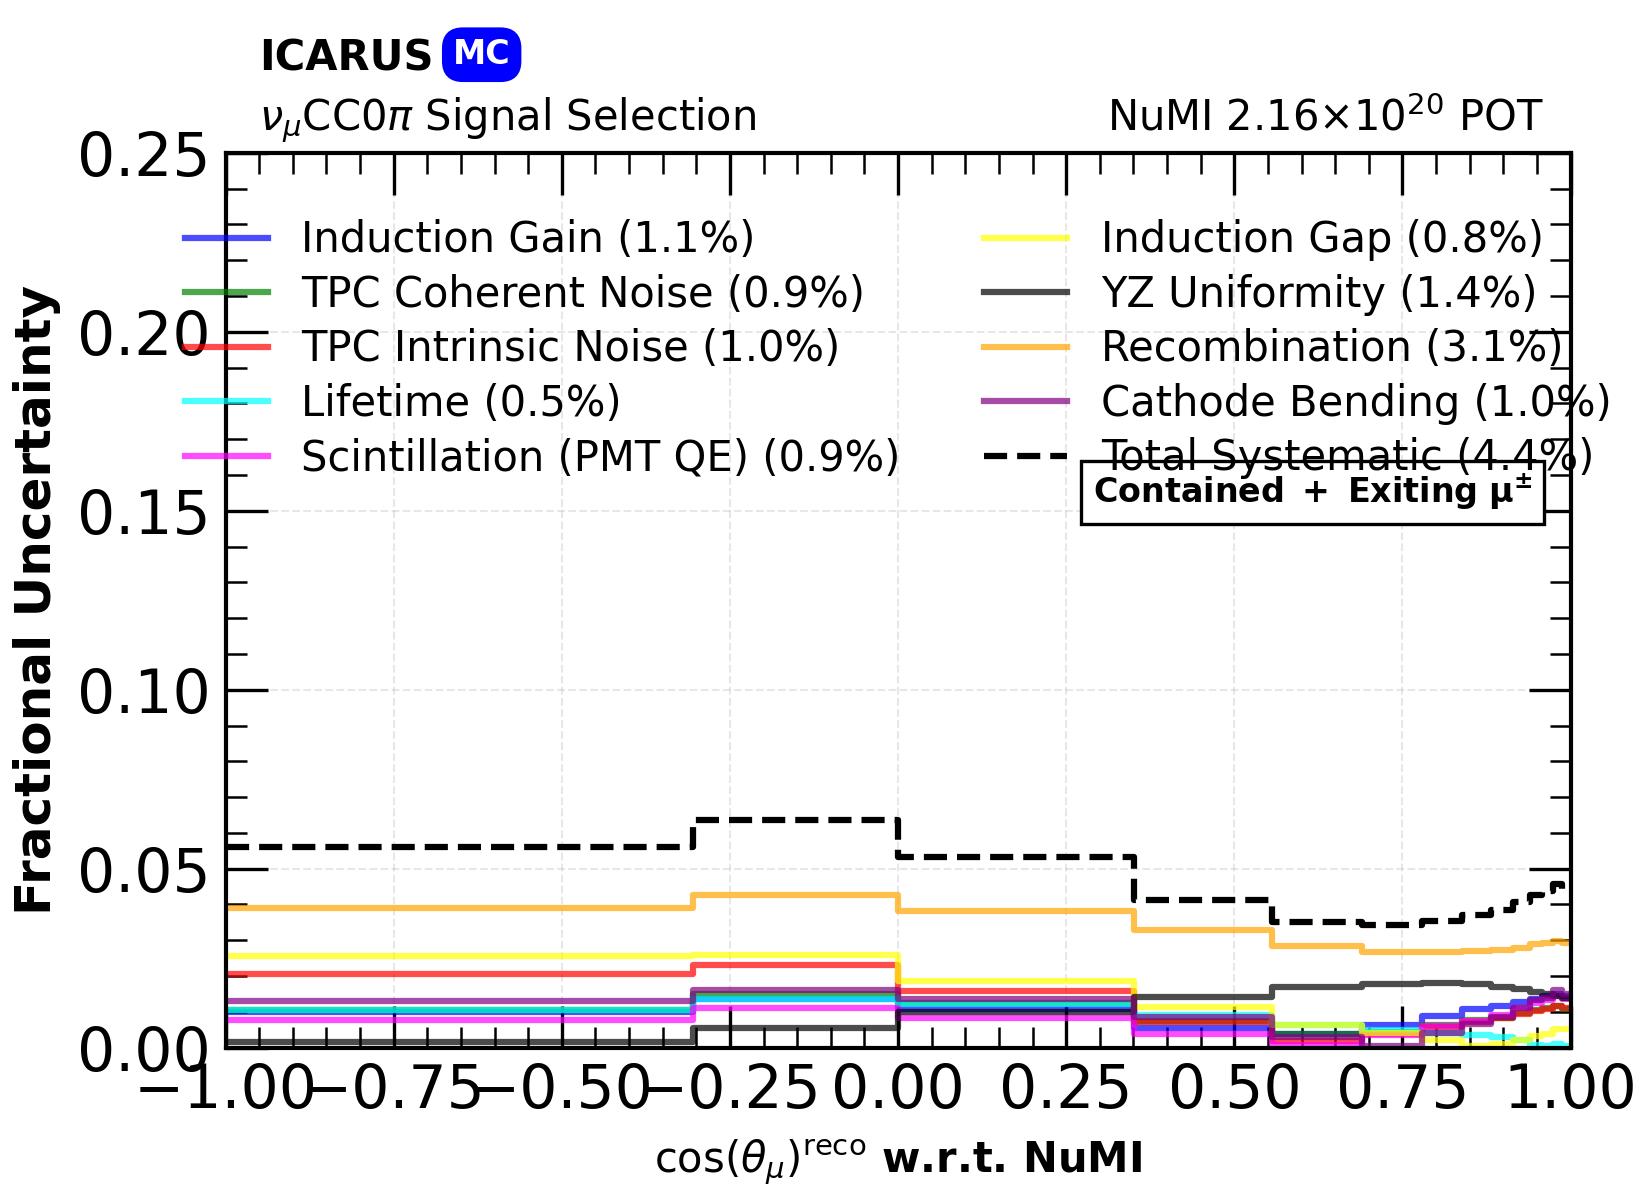 ICARUS MC
νμCC0π Signal Selection
NuMI 2.16×10²⁰ POT
Fractional Uncertainty
0.25
0.20
0.15
0.10
0.05
0.00
Induction Gain (1.1%)
TPC Coherent Noise (0.9%)
TPC Intrinsic Noise (1.0%)
Lifetime (0.5%)
Scintillation (PMT QE) (0.9%)
Induction Gap (0.8%)
YZ Uniformity (1.4%)
Recombination (3.1%)
Cathode Bending (1.0%)
Total Systematic (4.4%)
Contained + Exiting μ±
−1.00 −0.75 −0.50 −0.25 0.00 0.25 0.50 0.75 1.00
cos(θμ)ʳᵉᶜᵒ w.r.t. NuMI